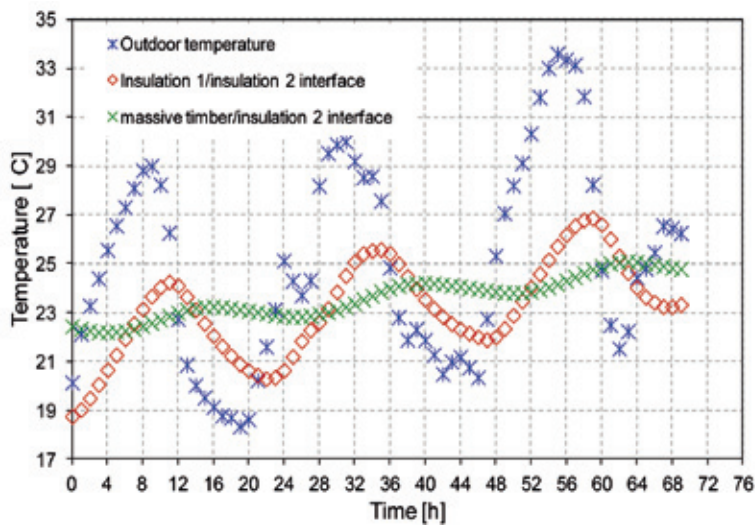 35
33
31
29
27
25
23
21
19
17
Temperature [ C]
Outdoor temperature
Insulation 1/insulation 2 interface
massive timber/insulation 2 interface
0 4 8 12 16 20 24 28 32 36 40 44 48 52 56 60 64 68 72 76
Time [h]